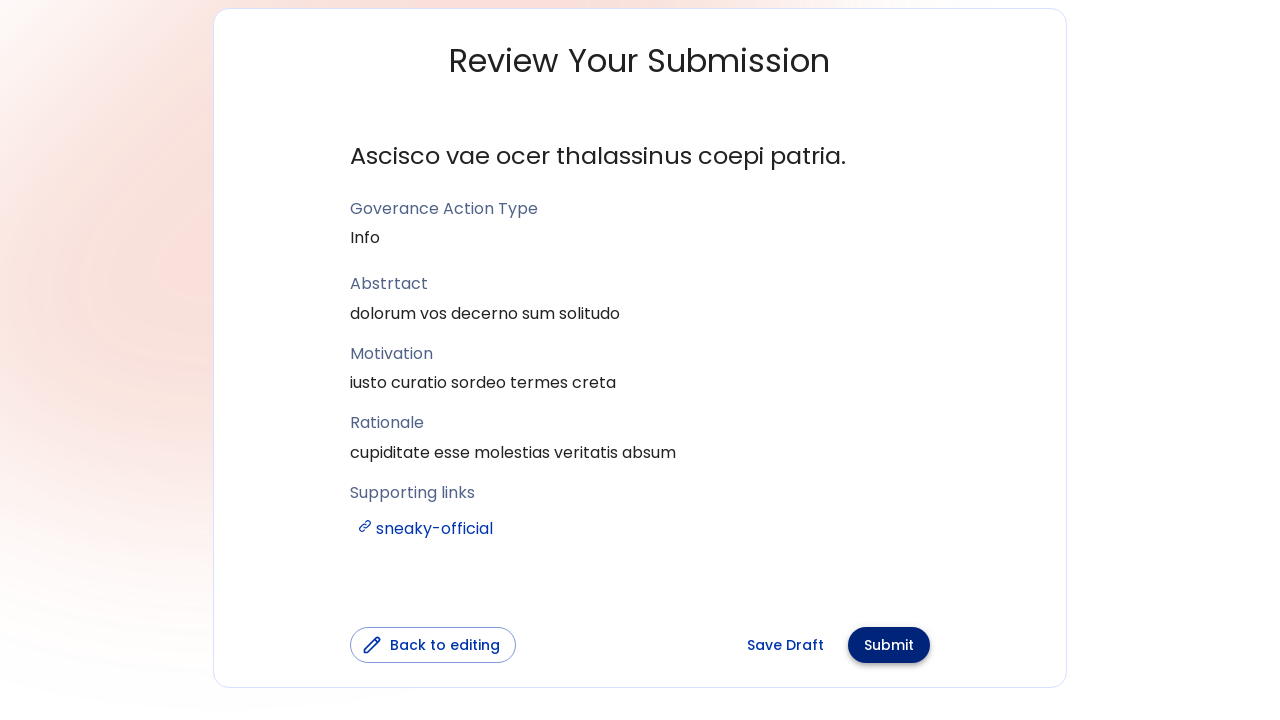 Review Your Submission
Ascisco vae ocer thalassinus coepi patria.
Goverance Action Type
Info
Abstrtact
dolorum vos decerno sum solitudo
Motivation
iusto curatio sordeo termes creta
Rationale
cupiditate esse molestias veritatis absum
Supporting links
sneaky-official
Back to editing
Save Draft
Submit